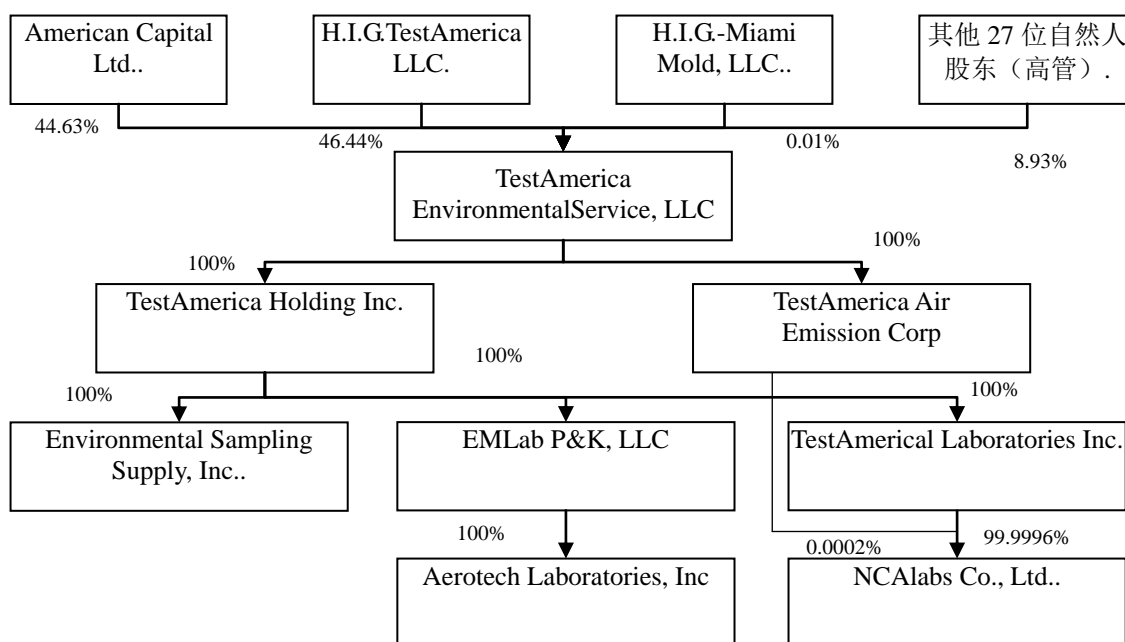 American Capital
Ltd..
H.I.G.TestAmerica
LLC.
H.I.G.-Miami
Mold, LLC..
其他 27 位自然人
股东（高管）.
44.63%
46.44%
0.01%
8.93%
TestAmerica
EnvironmentalService, LLC
100%
100%
TestAmerica Holding Inc.
TestAmerica Air
Emission Corp
100%
100%
100%
Environmental Sampling
Supply, Inc..
EMLab P&K, LLC
TestAmerical Laboratories Inc.
100%
0.0002%
99.9996%
Aerotech Laboratories, Inc
NCAlabs Co., Ltd..